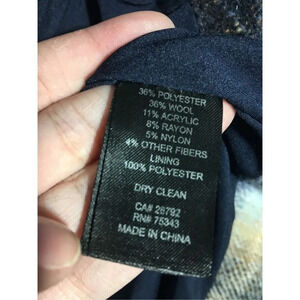 36% POLYESTER
36% WOOL
11% ACRYLIC
8% RAYON
5% NYLON
4% OTHER FIBERS
LINING
100% POLYESTER
DRY CLEAN
CA# 26792
RN# 75343
MADE IN CHINA